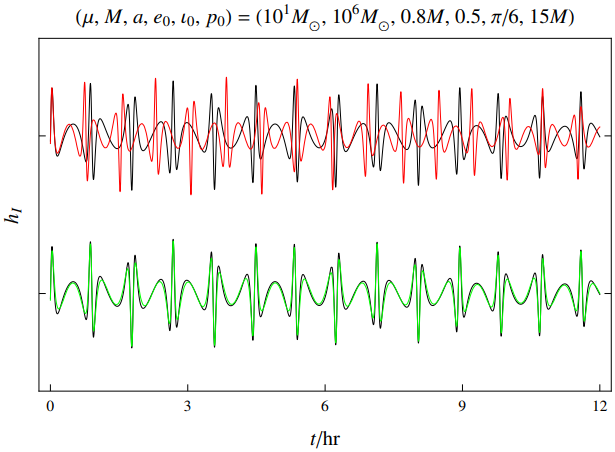 (μ, M, a, e₀, ι₀, p₀) = (10¹M☉, 10⁶M☉, 0.8M, 0.5, π/6, 15M)
h_I
0 3 6 9 12
t/hr